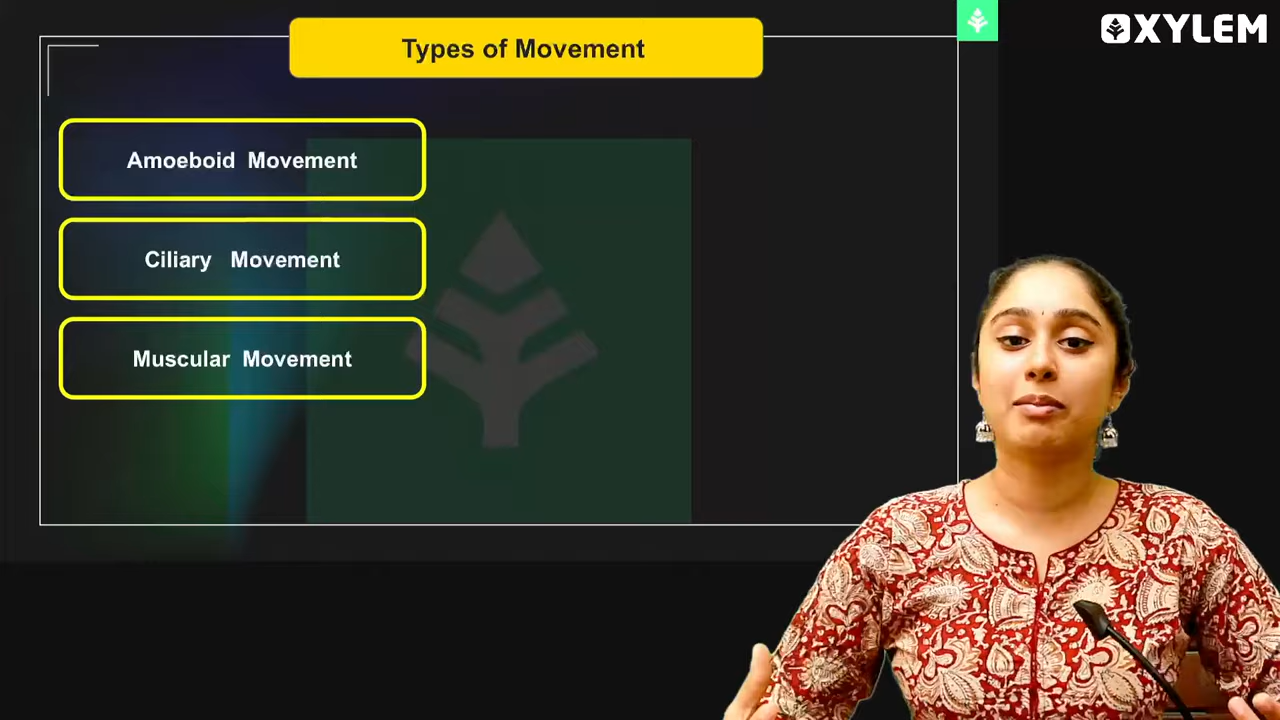 Types of Movement
XYLEM
Amoeboid Movement
Ciliary Movement
Muscular Movement